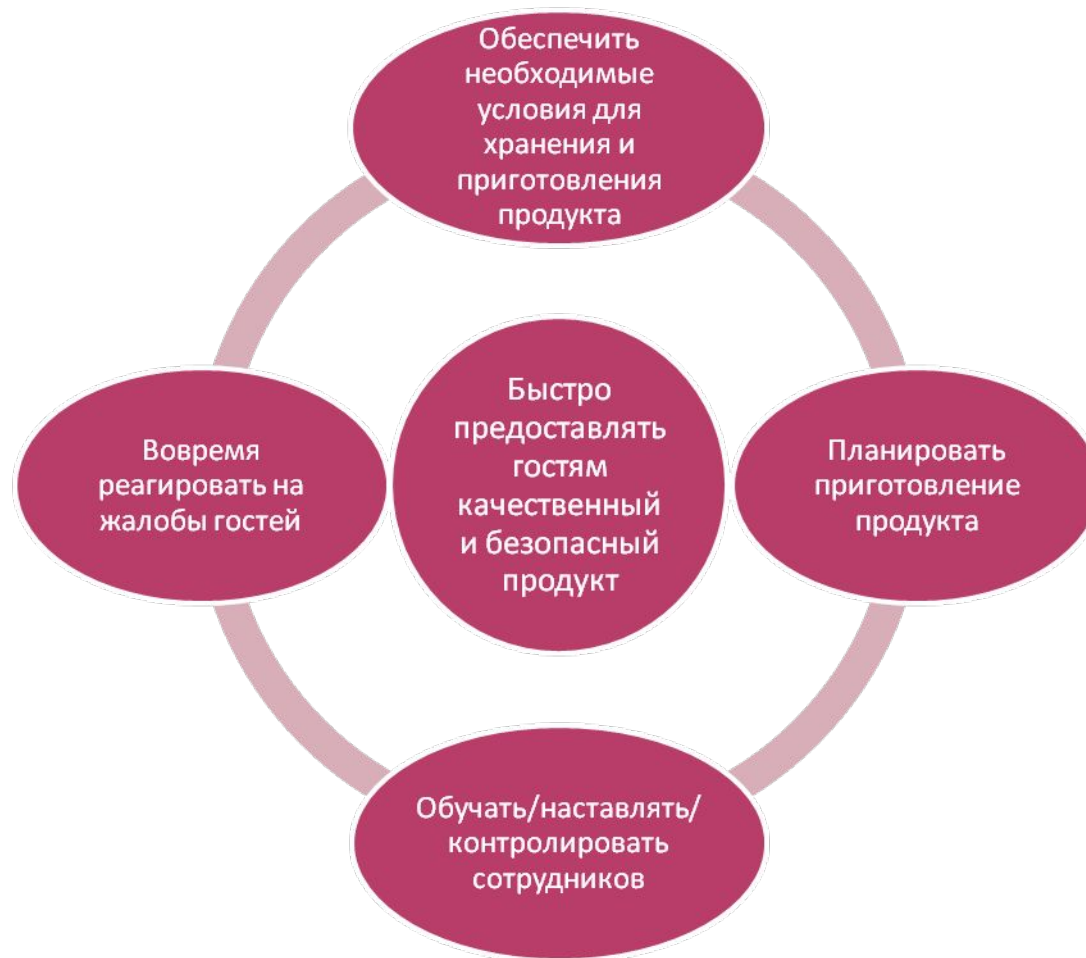 Обеспечить
необходимые
условия для
хранения и
приготовления
продукта
Вовремя
реагировать на
жалобы гостей
Быстро
предоставлять
гостям
качественный
и безопасный
продукт
Планировать
приготовление
продукта
Обучать/наставлять/
контролировать
сотрудников